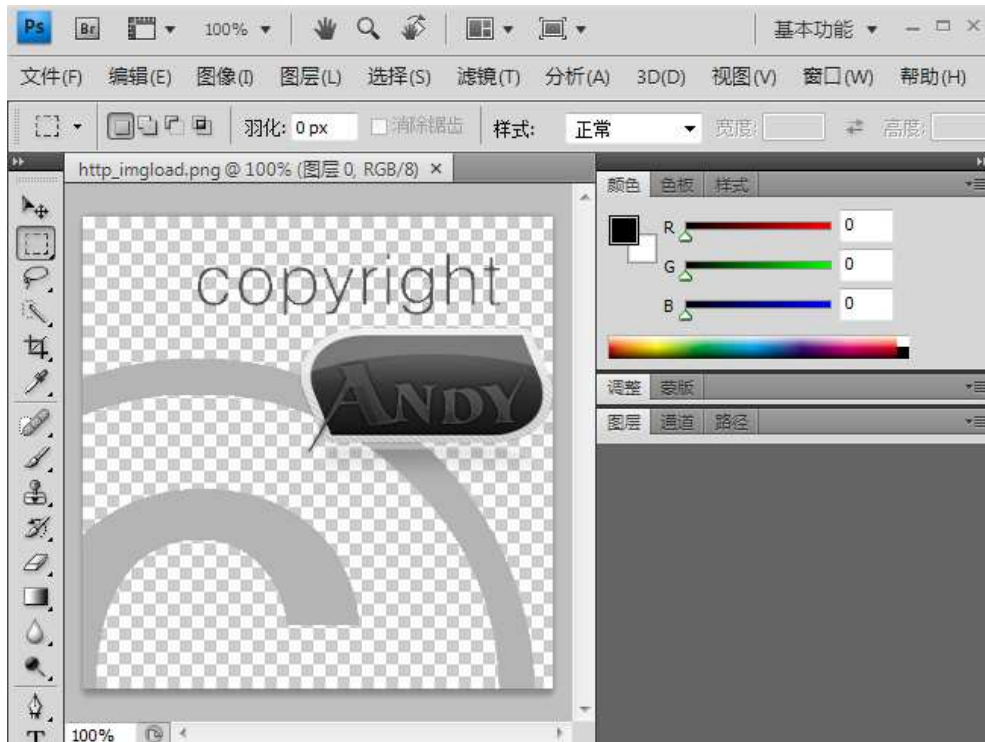 Ps Br 100% 基本功能
文件(F) 编辑(E) 图像(I) 图层(L) 选择(S) 滤镜(T) 分析(A) 3D(D) 视图(V) 窗口(W) 帮助(H)
羽化: 0 px 消除锯齿 样式: 正常 宽度: 高度:
http_imgload.png @ 100% (图层 0, RGB/8) ×
颜色 色板 样式
R 0
G 0
B 0
copyright
ANDY
调整 蒙版
图层 通道 路径
T
100%